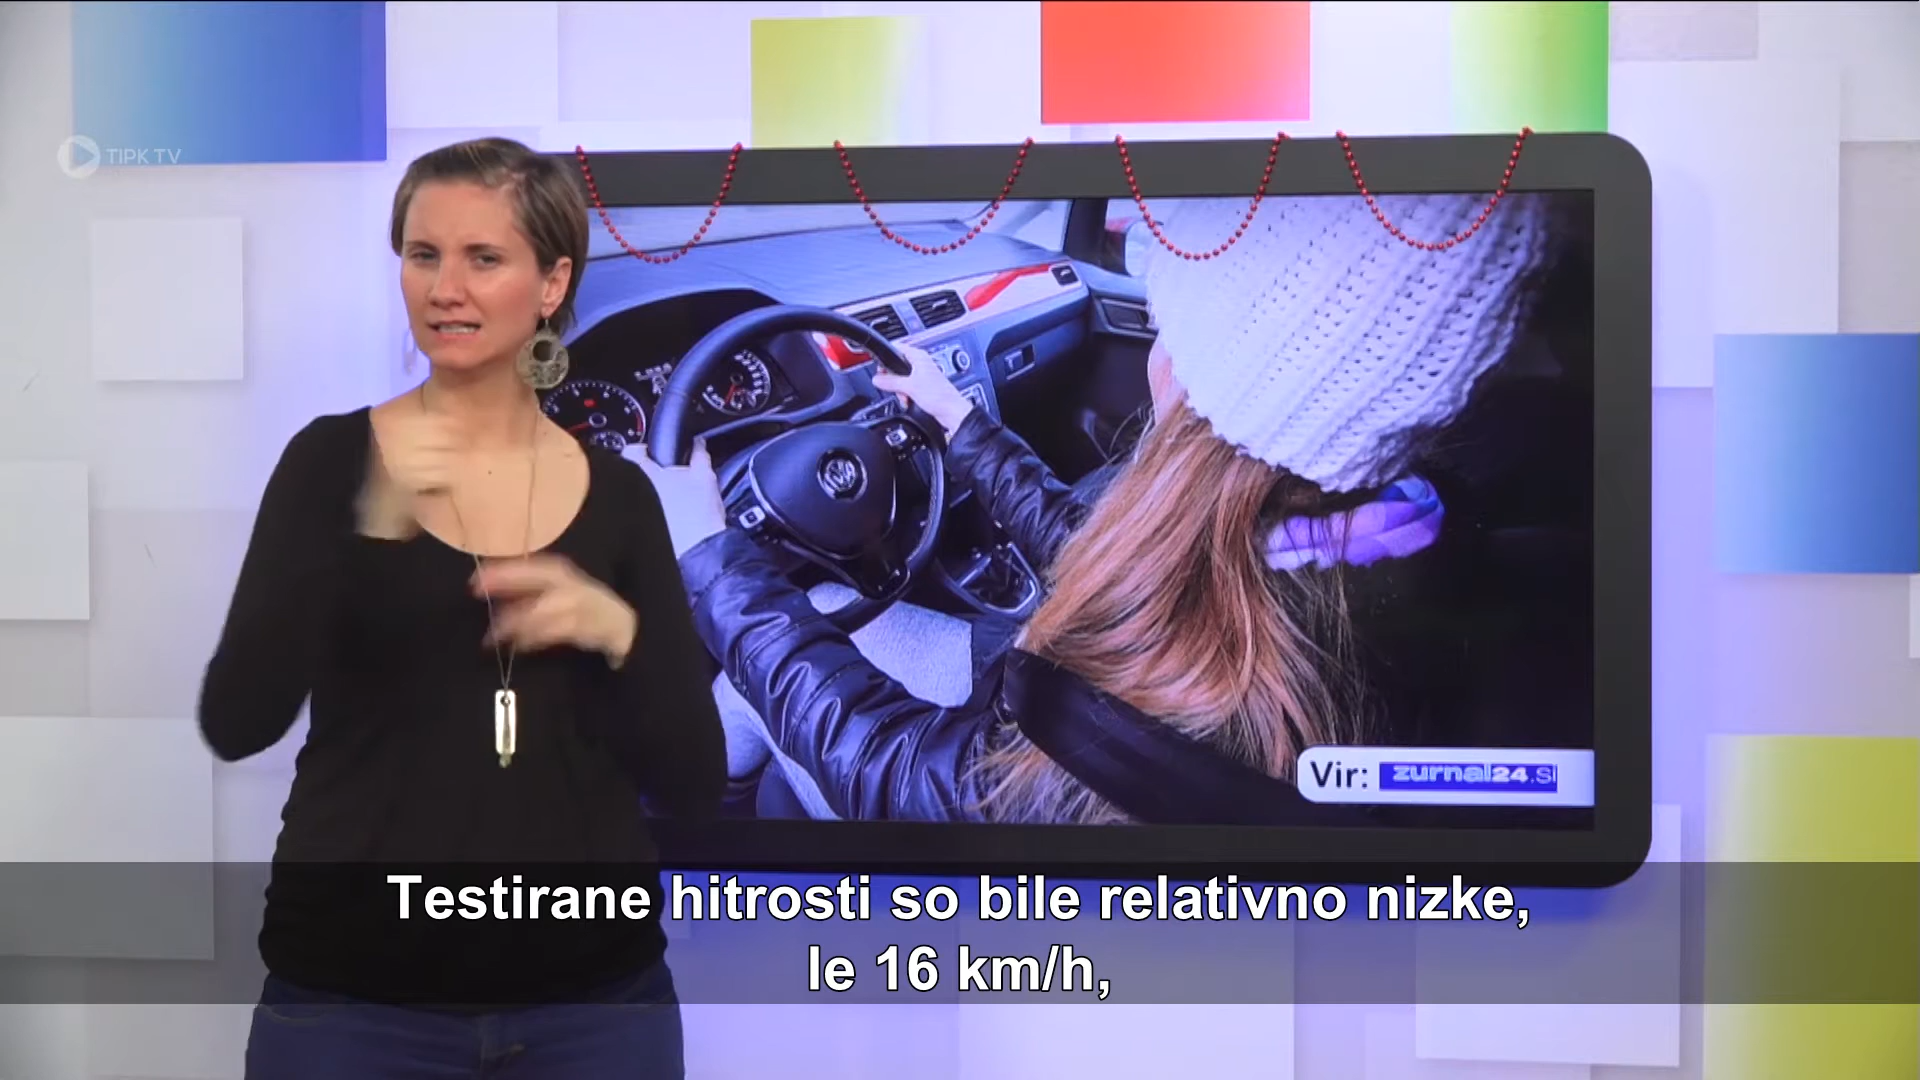 TIPK TV
Vir: zurnal24.si
Testirane hitrosti so bile relativno nizke,
le 16 km/h,